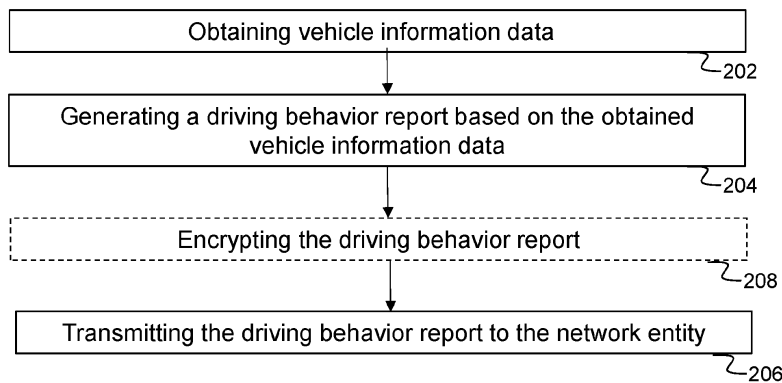 Obtaining vehicle information data
202
Generating a driving behavior report based on the obtained
vehicle information data
204
Encrypting the driving behavior report
208
Transmitting the driving behavior report to the network entity
206